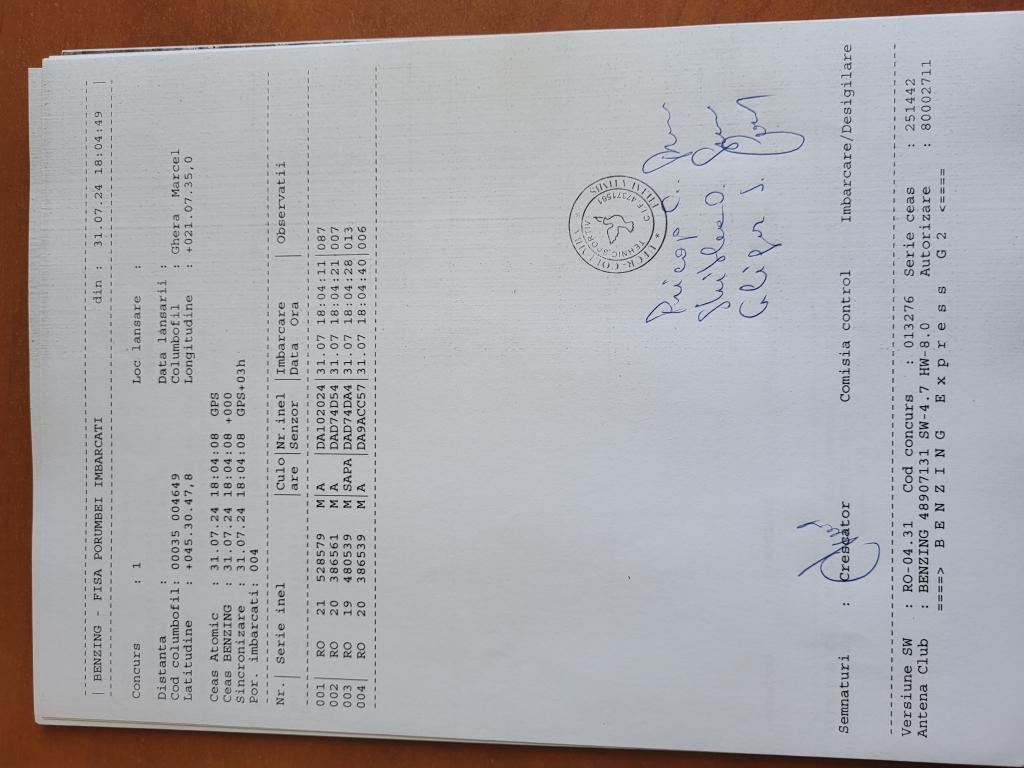 | BENZING - FISA PORUMBEI IMBARCATI din : 31.07.24 18:04:49 |
Concurs : 1 Loc lansare :
Distanta : Data lansarii :
Cod columbofil: 00035 004649 Columbofil : Ghera Marcel
Latitudine : +045.30.47,8 Longitudine : +021.07.35,0
Ceas Atomic : 31.07.24 18:04:08 GPS
Ceas BENZING : 31.07.24 18:04:08 +000
Sincronizare : 31.07.24 18:04:08 GPS+03h
Por. imbarcati: 004
Nr.| Serie inel |Culo|Nr.inel |Imbarcare | Observatii
| |are |Senzor |Data Ora |
001| RO 21 528579 M|A |DA102024|31.07 18:04:11|087
002| RO 20 386561 M|A |DAD74D54|31.07 18:04:21|007
003| RO 19 480539 M|SAPA|DAD74DA4|31.07 18:04:28|013
004| RO 20 386539 M|A |DA9ACC57|31.07 18:04:40|006
TEHNIC-SPORTIV
C.I.F 47371561
Pricop C.
Semnaturi : Crescator Comisia control Imbarcare/Desigilare
Versiune SW : RO-04.31 Cod concurs : 013276 Serie ceas : 251442
Antena Club : BENZING 48907131 SW-4.7 HW-8.0 Autorizare : 80002711
====> B E N Z I N G E x p r e s s G 2 <====